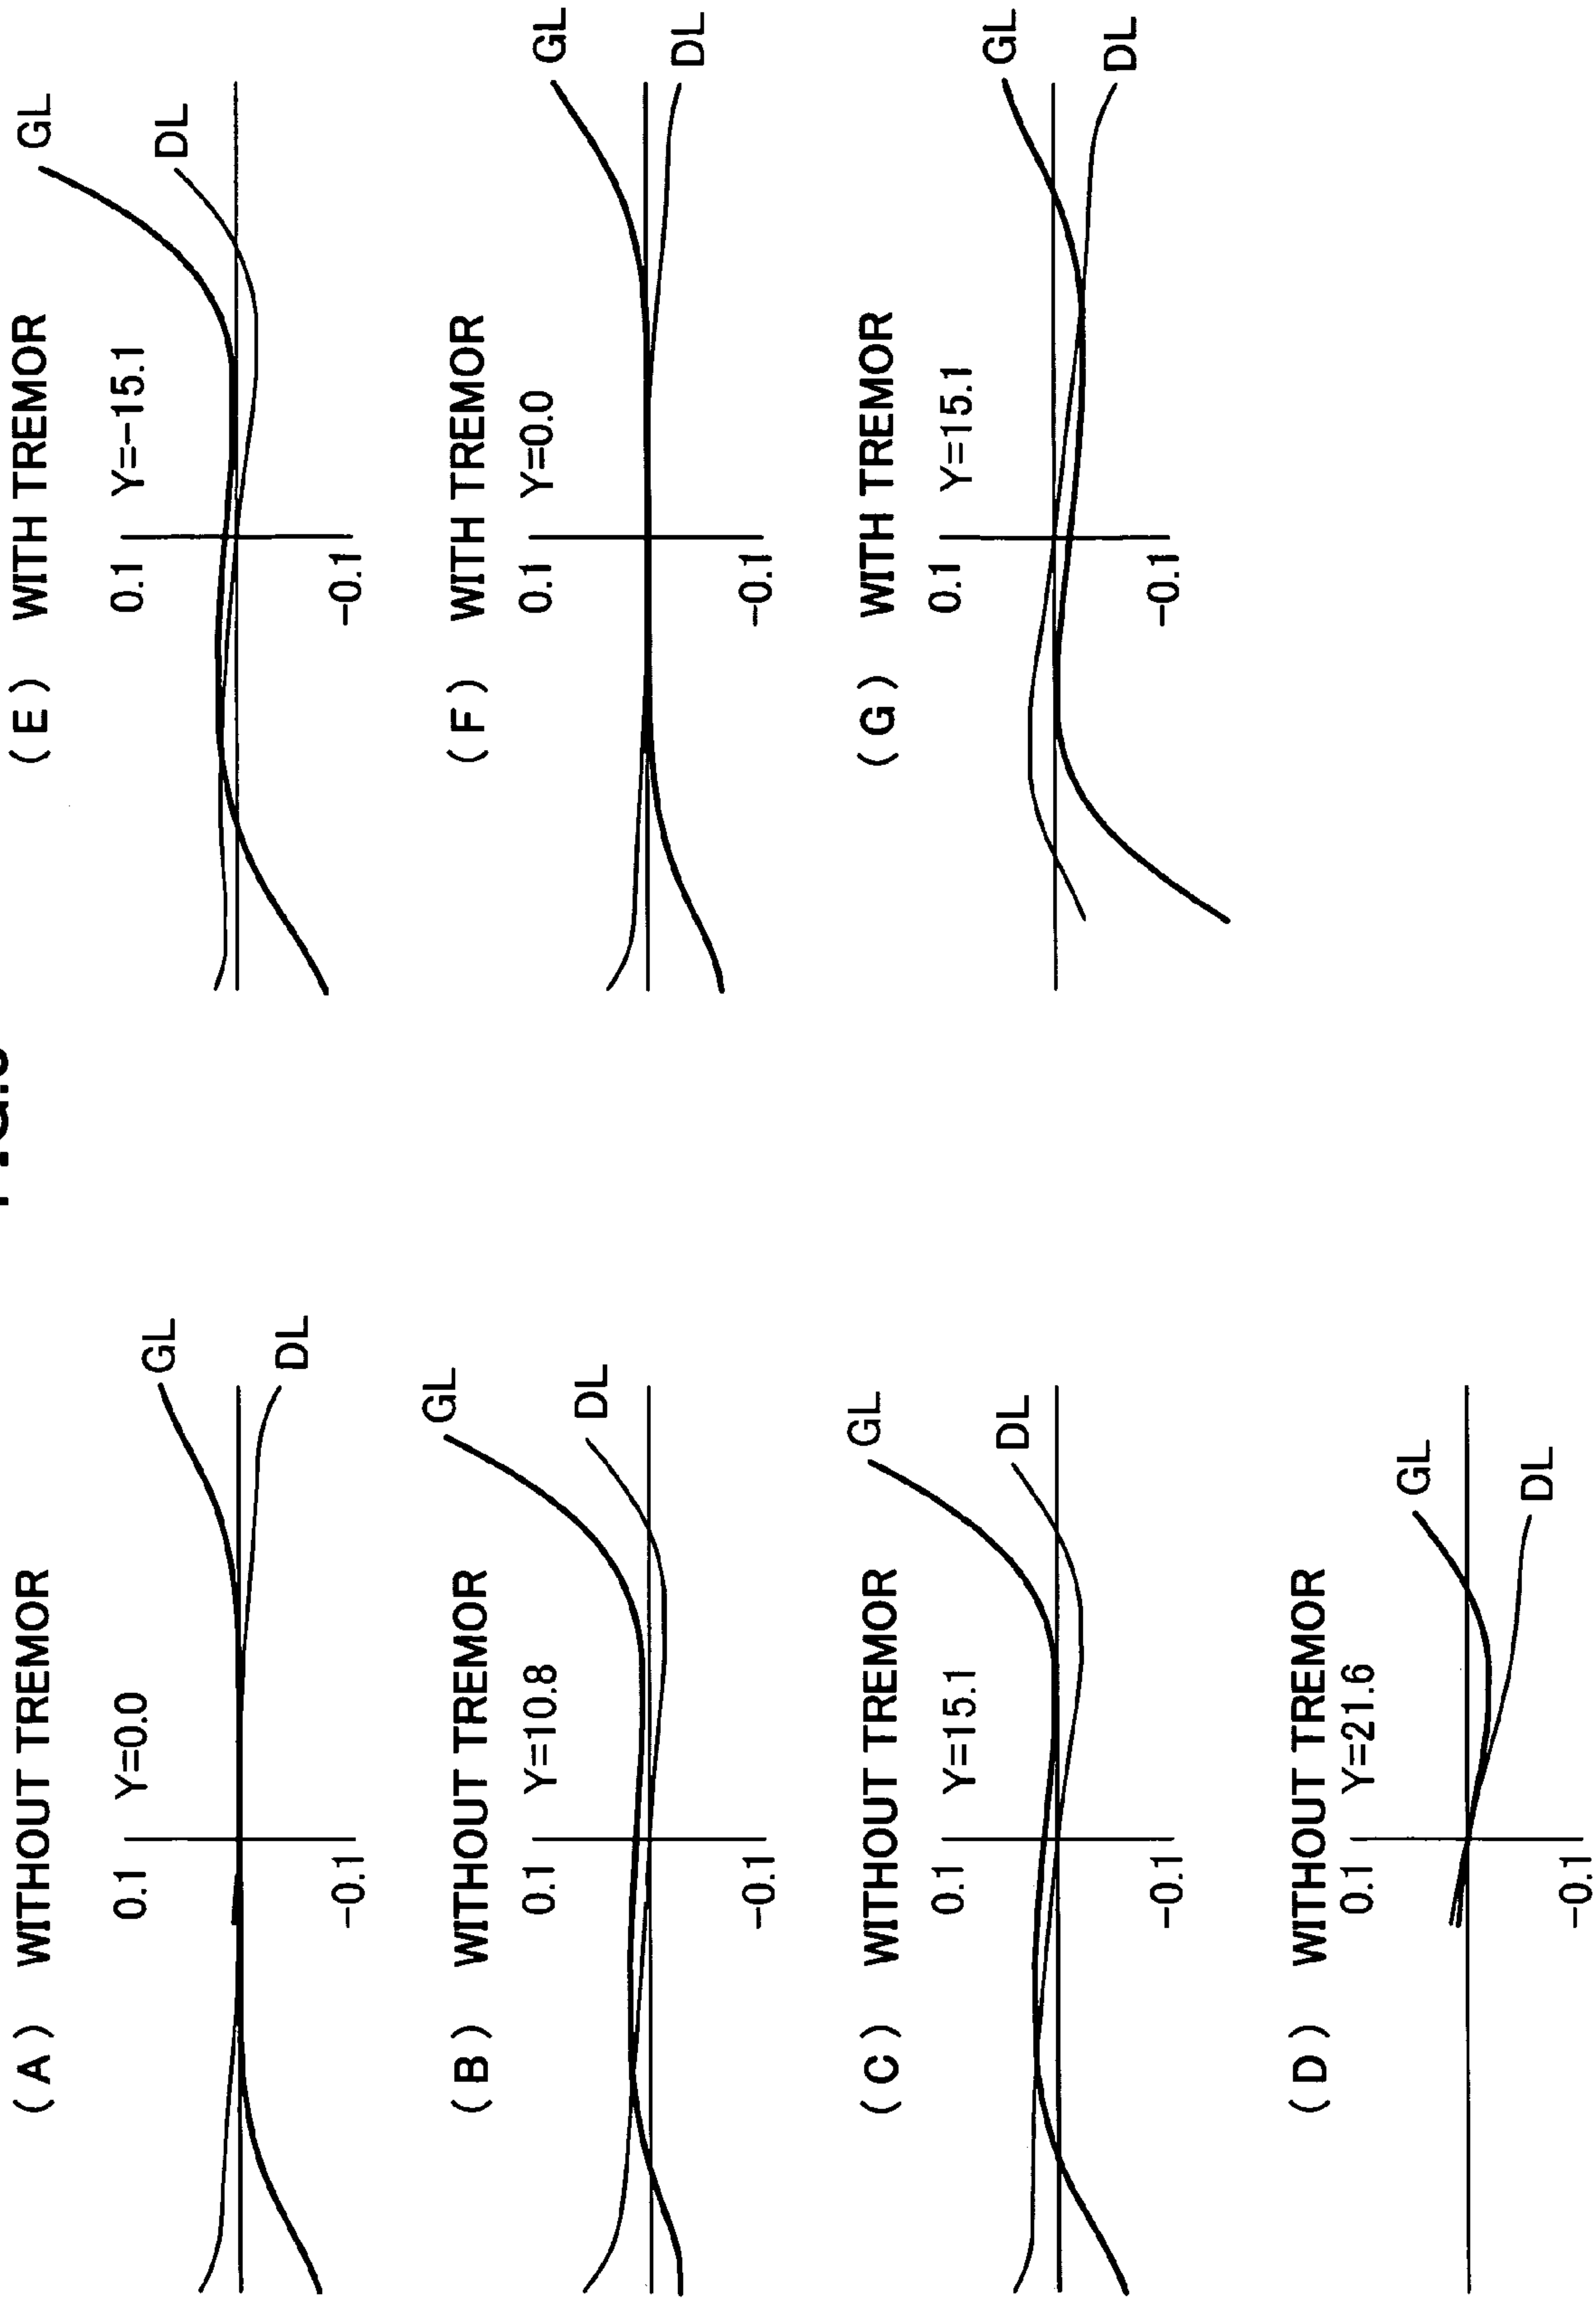 (A) WITHOUT TREMOR
Y=0.0
0.1
-0.1
GL
DL
(B) WITHOUT TREMOR
Y=10.8
0.1
-0.1
GL
DL
(C) WITHOUT TREMOR
Y=15.1
0.1
-0.1
GL
DL
(D) WITHOUT TREMOR
Y=21.6
0.1
-0.1
GL
DL
(E) WITH TREMOR
Y=-15.1
0.1
-0.1
GL
DL
(F) WITH TREMOR
Y=0.0
0.1
-0.1
GL
DL
(G) WITH TREMOR
Y=15.1
0.1
-0.1
GL
DL